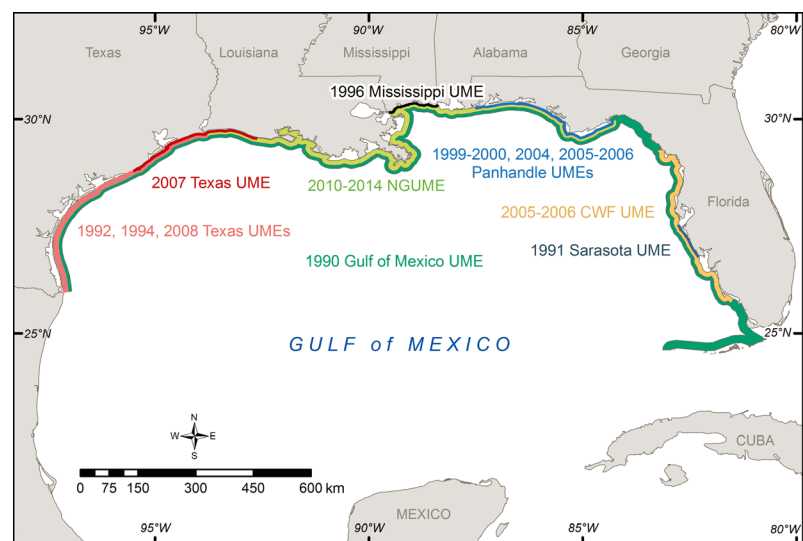 95°W 90°W 85°W 80°W
Texas Louisiana Mississippi Alabama Georgia
1996 Mississippi UME
30°N 30°N
1999-2000, 2004, 2005-2006
Panhandle UMEs
2007 Texas UME
2010-2014 NGUME
Florida
2005-2006 CWF UME
1992, 1994, 2008 Texas UMEs
1991 Sarasota UME
1990 Gulf of Mexico UME
25°N 25°N
GULF of MEXICO
N
W E
S
CUBA
0 75 150 300 450 600 km
MEXICO
95°W 90°W 85°W 80°W